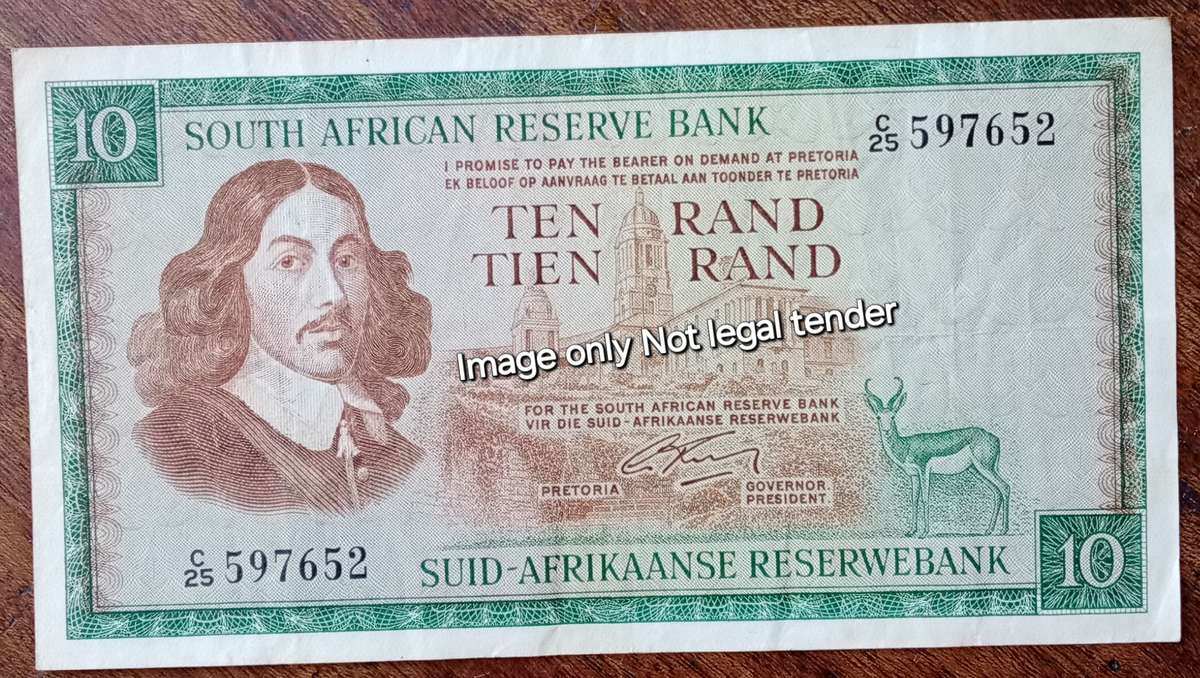 10
SOUTH AFRICAN RESERVE BANK
C/25 597652
I PROMISE TO PAY THE BEARER ON DEMAND AT PRETORIA
EK BELOOF OP AANVRAAG TE BETAAL AAN TOONDER TE PRETORIA
TEN RAND
TIEN RAND
Image only Not legal tender
FOR THE SOUTH AFRICAN RESERVE BANK
VIR DIE SUID-AFRIKAANSE RESERWEBANK
PRETORIA
GOVERNOR.
PRESIDENT.
C/25 597652
SUID-AFRIKAANSE RESERWEBANK
10